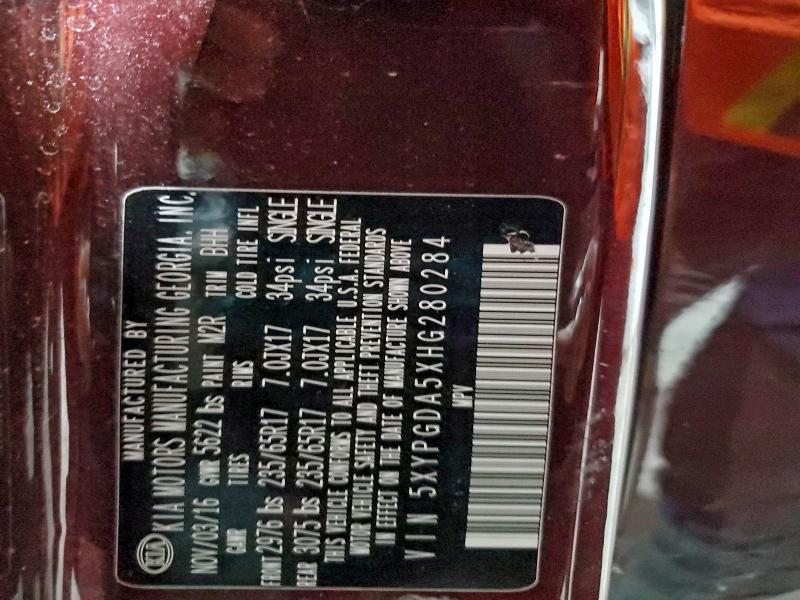 MANUFACTURED BY
KIA KIA MOTORS MANUFACTURING GEORGIA, INC.
NOV/03/16 GVWR 5622 lbs PAINT M2R TRIM BHH
GAWR TIRES RIMS COLD TIRE INFL
FRONT 2976 lbs 235/65R17 7.0JX17 34psi SINGLE
REAR 3075 lbs 235/65R17 7.0JX17 34psi SINGLE
THIS VEHICLE CONFORMS TO ALL APPLICABLE U.S.A. FEDERAL
MOTOR VEHICLE SAFETY AND THEFT PREVENTION STANDARDS
IN EFFECT ON THE DATE OF MANUFACTURE SHOWN ABOVE
VIN 5XYPGDA5XHG280284
MPV